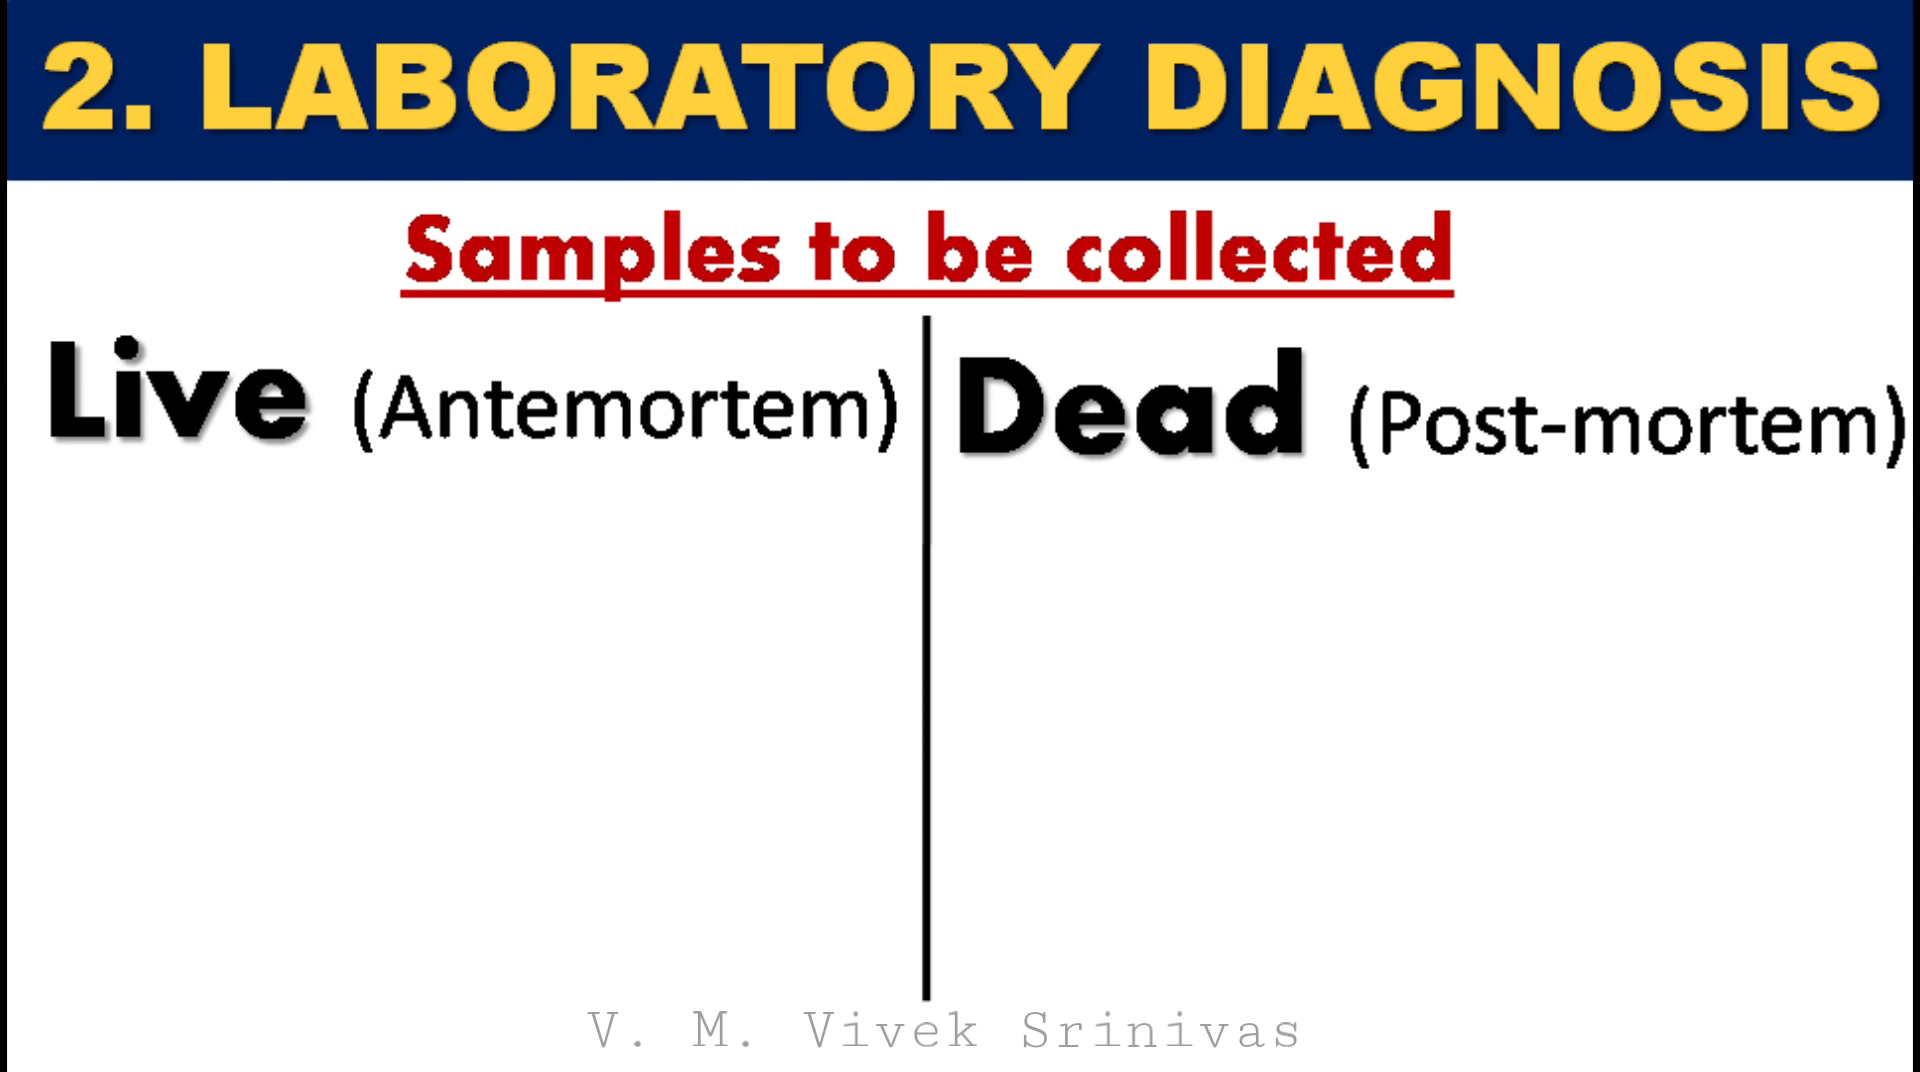 2. LABORATORY DIAGNOSIS
Samples to be collected
Live (Antemortem)
Dead (Post-mortem)
V. M. Vivek Srinivas